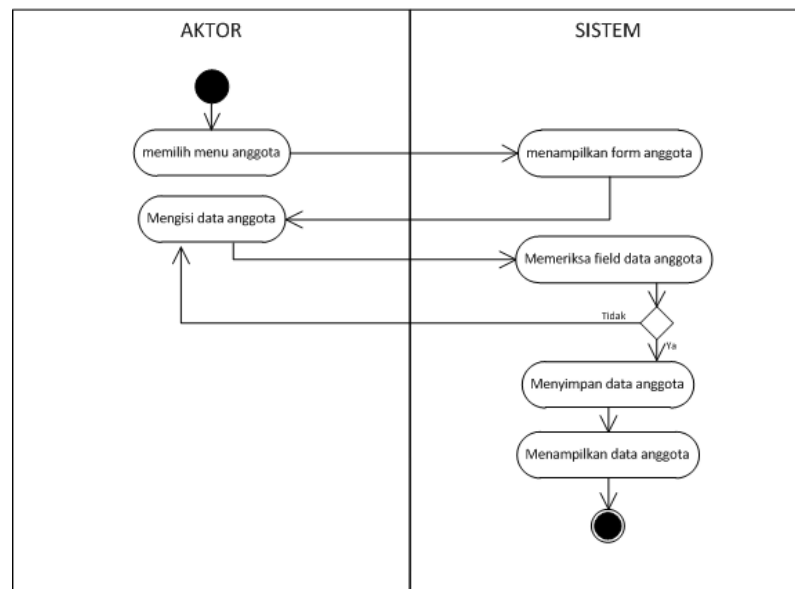 AKTOR
SISTEM
memilih menu anggota
menampilkan form anggota
Mengisi data anggota
Memeriksa field data anggota
Tidak
Ya
Menyimpan data anggota
Menampilkan data anggota